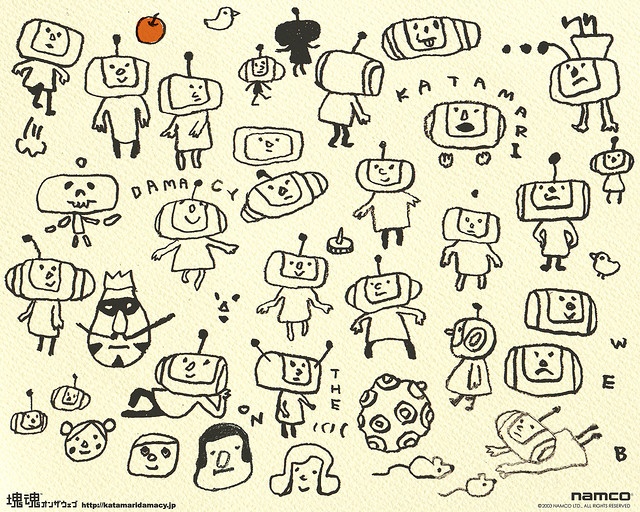 KATAMARI
DAMACY
ON
THE
WEB
塊魂オンザウェブ http://katamaridamacy.jp
namco
©2003 NAMCO LTD., ALL RIGHTS RESERVED